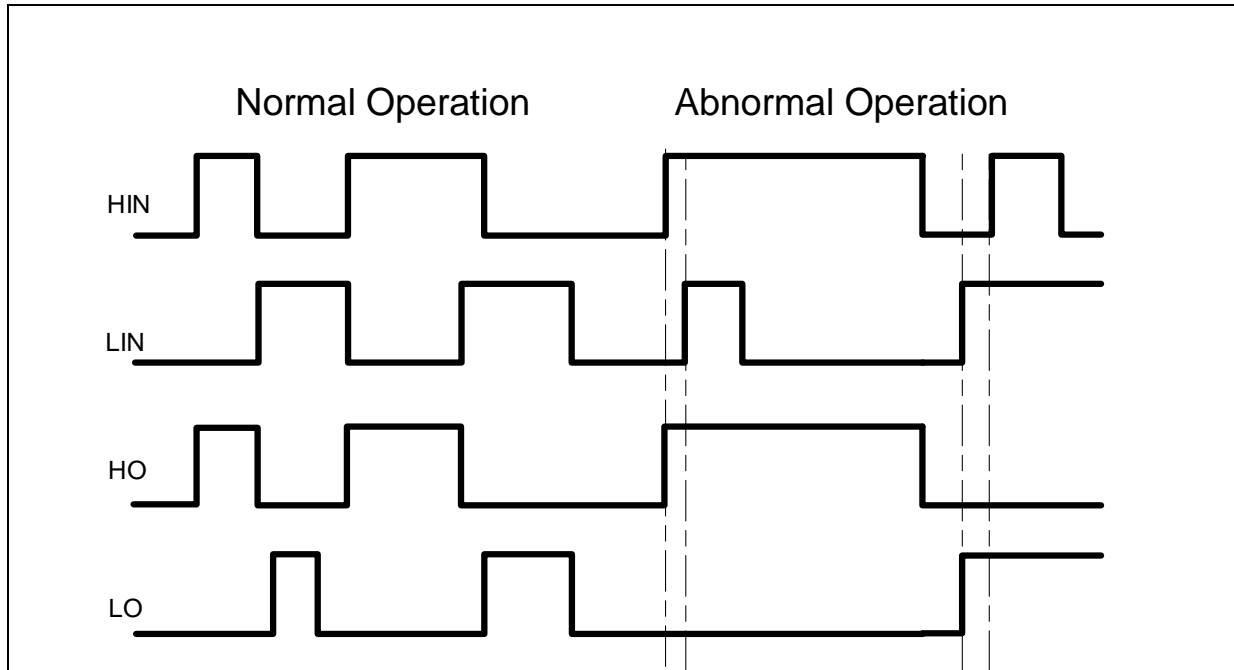 Normal Operation
Abnormal Operation
HIN
LIN
HO
LO